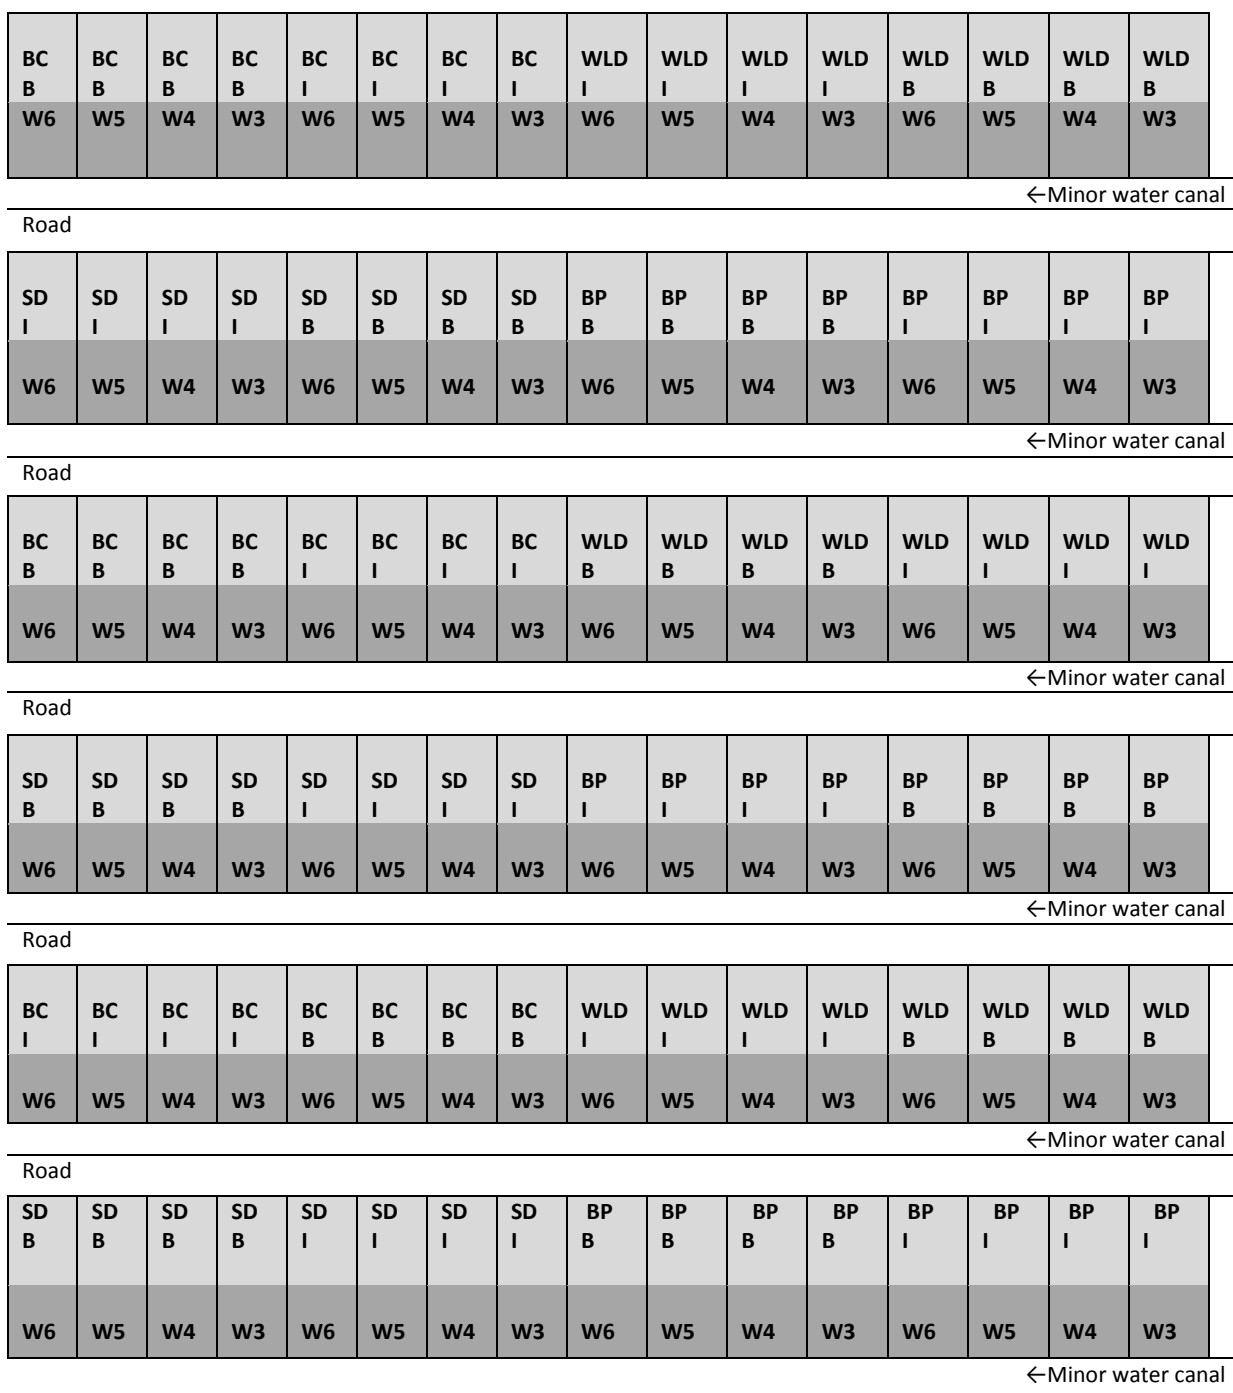 BC BC BC BC BC BC BC BC WLD WLD WLD WLD WLD WLD WLD WLD
B B B B I I I I I I I I B B B B
W6 W5 W4 W3 W6 W5 W4 W3 W6 W5 W4 W3 W6 W5 W4 W3
←Minor water canal
Road
SD SD SD SD SD SD SD SD BP BP BP BP BP BP BP BP
I I I I B B B B B B B B I I I I
W6 W5 W4 W3 W6 W5 W4 W3 W6 W5 W4 W3 W6 W5 W4 W3
←Minor water canal
Road
BC BC BC BC BC BC BC BC WLD WLD WLD WLD WLD WLD WLD WLD
B B B B I I I I B B B B I I I I
W6 W5 W4 W3 W6 W5 W4 W3 W6 W5 W4 W3 W6 W5 W4 W3
←Minor water canal
Road
SD SD SD SD SD SD SD SD BP BP BP BP BP BP BP BP
B B B B I I I I I I I I B B B B
W6 W5 W4 W3 W6 W5 W4 W3 W6 W5 W4 W3 W6 W5 W4 W3
←Minor water canal
Road
BC BC BC BC BC BC BC BC WLD WLD WLD WLD WLD WLD WLD WLD
I I I I B B B B I I I I B B B B
W6 W5 W4 W3 W6 W5 W4 W3 W6 W5 W4 W3 W6 W5 W4 W3
←Minor water canal
Road
SD SD SD SD SD SD SD SD BP BP BP BP BP BP BP BP
B B B B I I I I B B B B I I I I
W6 W5 W4 W3 W6 W5 W4 W3 W6 W5 W4 W3 W6 W5 W4 W3
←Minor water canal